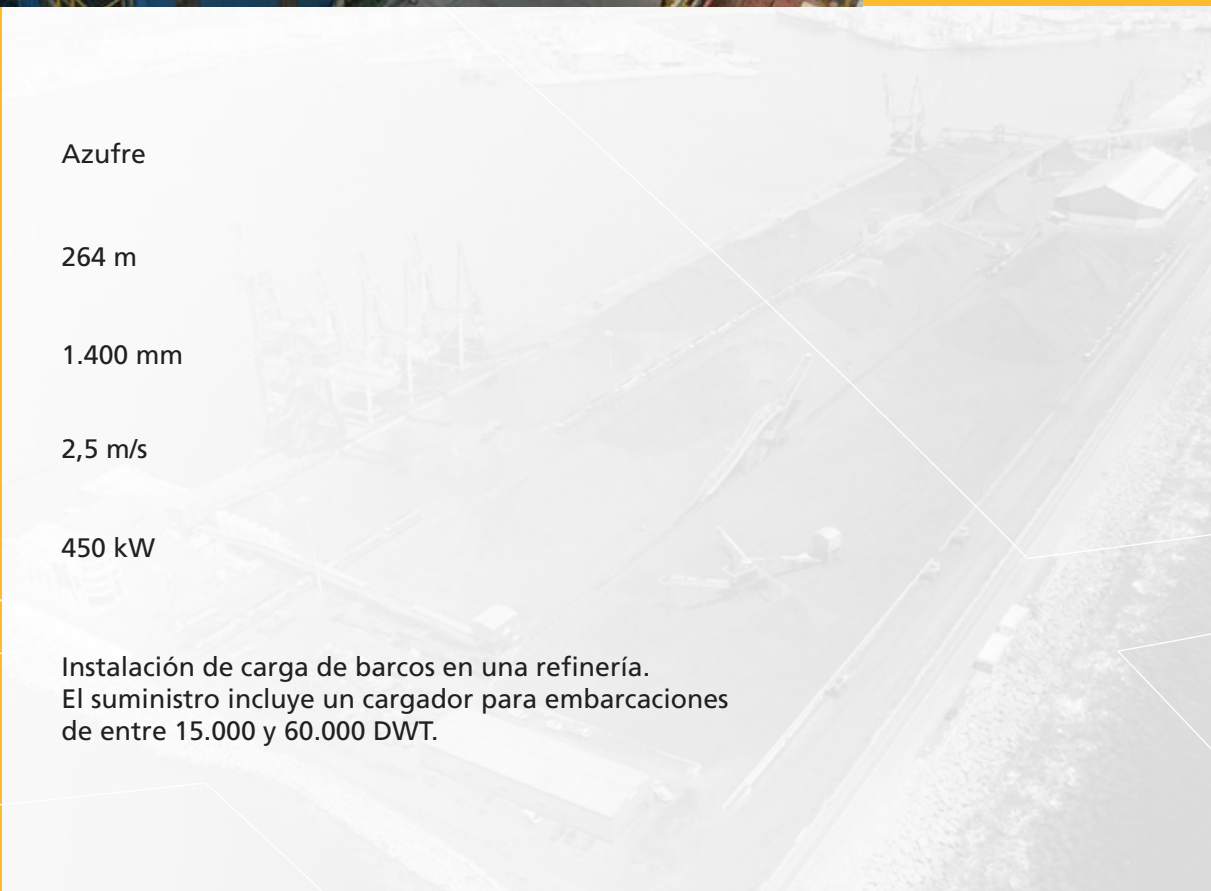 Azufre
264 m
1.400 mm
2,5 m/s
450 kW
Instalación de carga de barcos en una refinería.
El suministro incluye un cargador para embarcaciones
de entre 15.000 y 60.000 DWT.